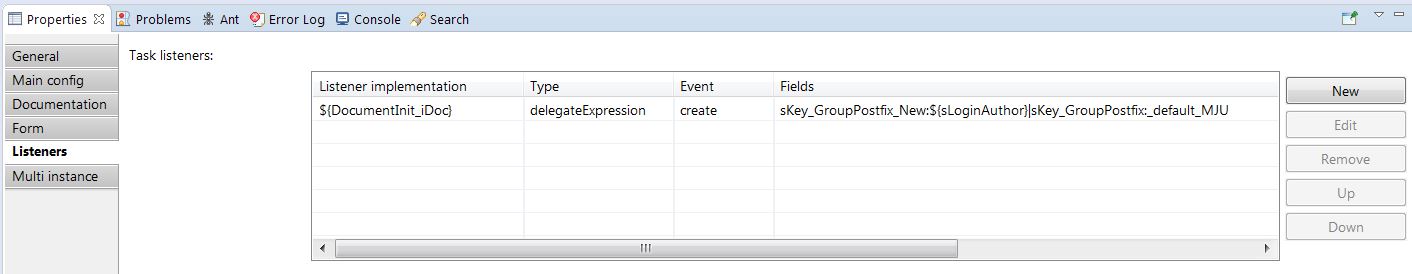 Properties Problems Ant Error Log Console Search
General
Main config
Documentation
Form
Listeners
Multi instance
Task listeners:
Listener implementation Type Event Fields
${DocumentInit_iDoc} delegateExpression create sKey_GroupPostfix_New:${sLoginAuthor}|sKey_GroupPostfix:_default_MJU
New
Edit
Remove
Up
Down